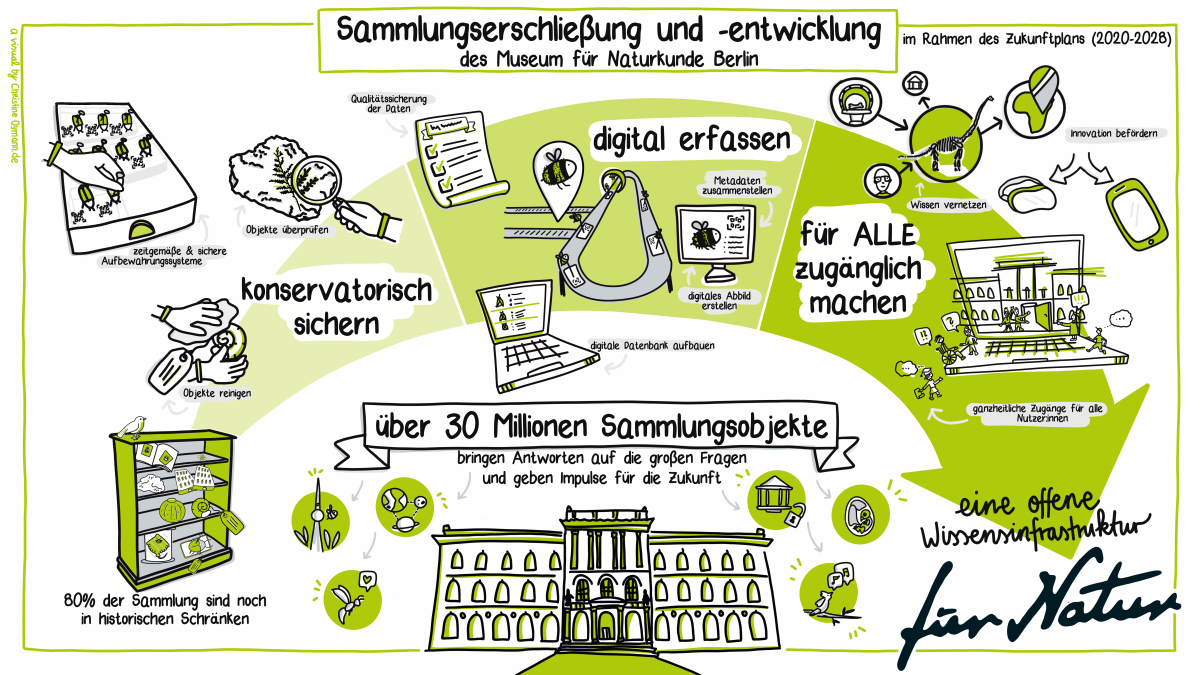 Sammlungserschließung und -entwicklung
des Museum für Naturkunde Berlin
im Rahmen des Zukunftplans (2020-2028)
a visual by Christine Oymann.de
Qualitätssicherung
der Daten
digital erfassen
Metadaten
zusammenstellen
Innovation befördern
Wissen vernetzen
Objekte überprüfen
zeitgemäße & sichere
Aufbewahrungssysteme
für ALLE
zugänglich
machen
konservatorisch
sichern
digitales Abbild
erstellen
digitale Datenbank aufbauen
Objekte reinigen
ganzheitliche Zugänge für alle
Nutzer:innen
über 30 Millionen Sammlungsobjekte
bringen Antworten auf die großen Fragen
und geben Impulse für die Zukunft
eine offene
Wissensinfrastruktur
für Natur
80% der Sammlung sind noch
in historischen Schränken